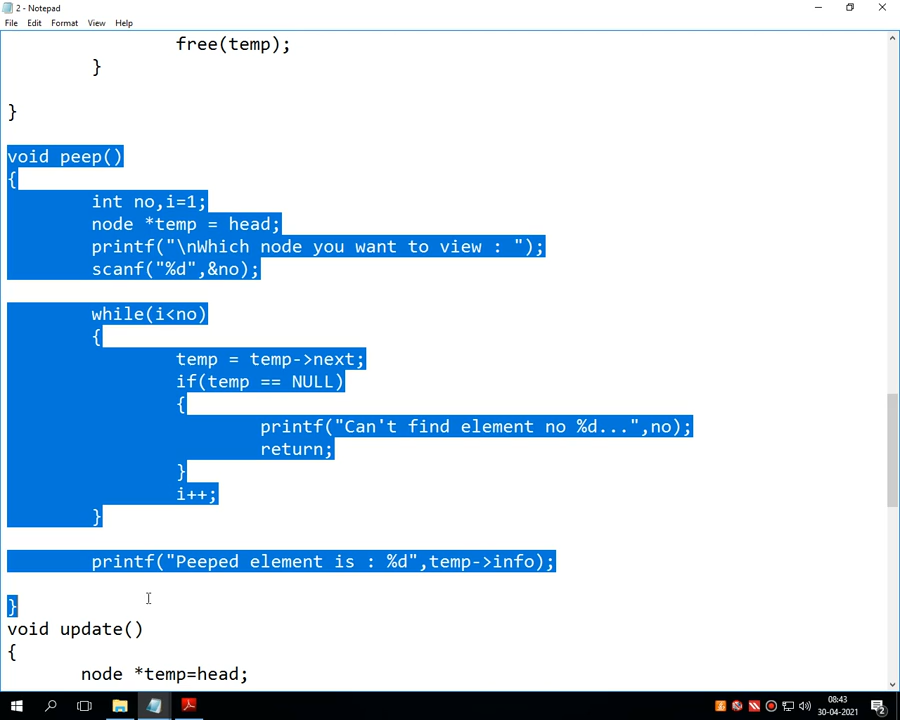 2 - Notepad
File Edit Format View Help
free(temp);
}
}
void peep()
{
int no,i=1;
node *temp = head;
printf("\nWhich node you want to view : ");
scanf("%d",&no);
while(i<no)
{
temp = temp->next;
if(temp == NULL)
{
printf("Can't find element no %d...",no);
return;
}
i++;
}
printf("Peeped element is : %d",temp->info);
}
void update()
{
node *temp=head;
08:43
30-04-2021
2